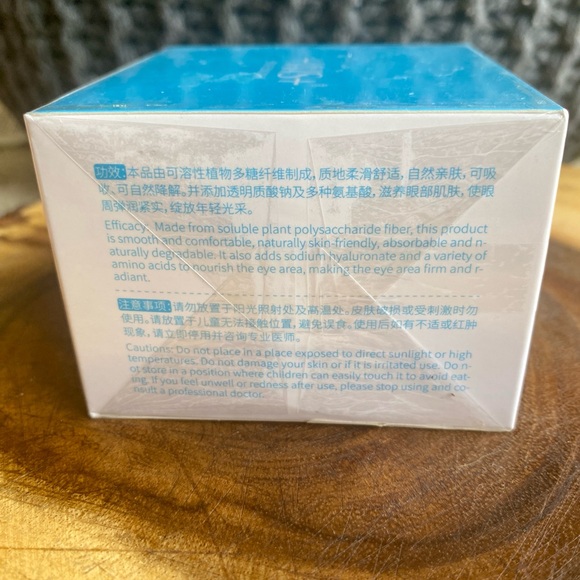 功效:本品由可溶性植物多糖纤维制成,质地柔滑舒适,自然亲肤,可吸
收、可自然降解。并添加透明质酸钠及多种氨基酸,滋养眼部肌肤,使眼
周弹润紧实,绽放年轻光采。
Efficacy: Made from soluble plant polysaccharide fiber, this product
is smooth and comfortable, naturally skin-friendly, absorbable and n-
aturally degradable. It also adds sodium hyaluronate and a variety of
amino acids to nourish the eye area, making the eye area firm and r-
adiant.
注意事项:请勿放置于阳光照射处及高温处。皮肤破损或受刺激时勿
使用。请放置于儿童无法接触位置,避免误食。使用后如有不适或红肿
现象,请立即停用并咨询专业医师。
Cautions: Do not place in a place exposed to direct sunlight or high
temperatures. Do not damage your skin or if it is irritated use. Do n-
ot store in a position where children can easily touch it to avoid eat-
ing. If you feel unwell or redness after use, please stop using and co-
nsult a professional doctor.